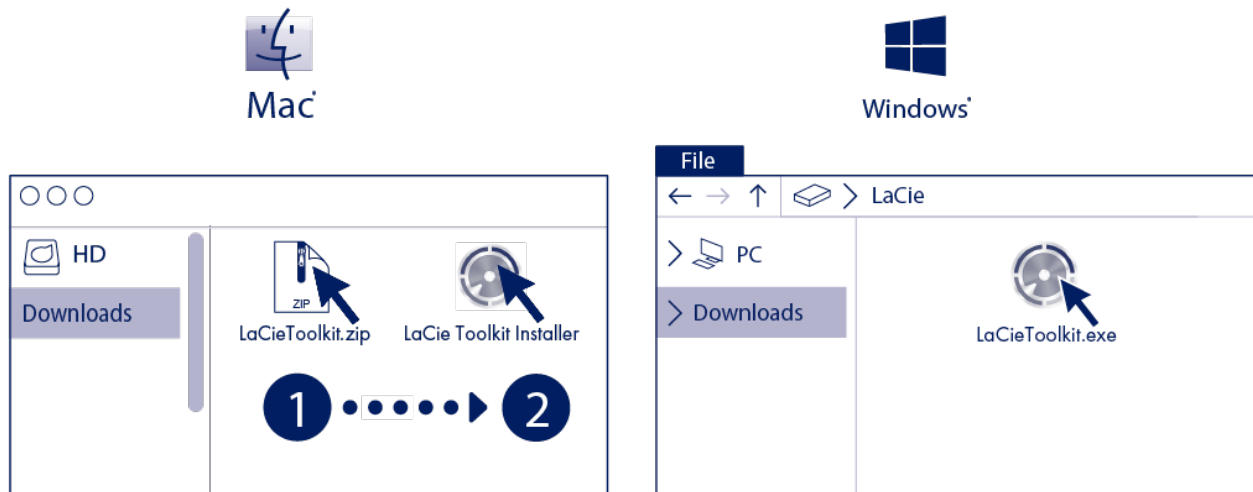 Mac
Windows
HD
Downloads
ZIP
LaCieToolkit.zip
LaCie Toolkit Installer
1
2
File
LaCie
PC
Downloads
LaCieToolkit.exe